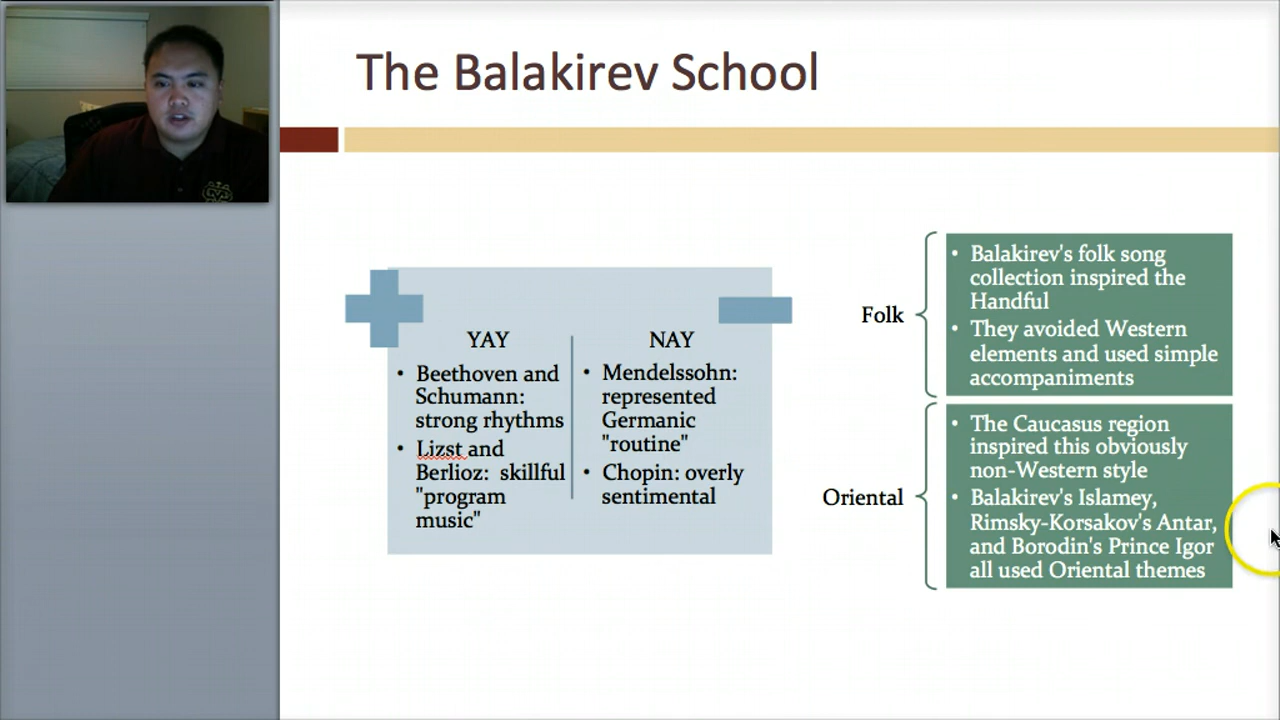 The Balakirev School
YAY
• Beethoven and
Schumann:
strong rhythms
• Lizst and
Berlioz: skillful
"program
music"
NAY
• Mendelssohn:
represented
Germanic
"routine"
• Chopin: overly
sentimental
Folk
• Balakirev's folk song
collection inspired the
Handful
• They avoided Western
elements and used simple
accompaniments
Oriental
• The Caucasus region
inspired this obviously
non-Western style
• Balakirev's Islamey,
Rimsky-Korsakov's Antar,
and Borodin's Prince Igor
all used Oriental themes